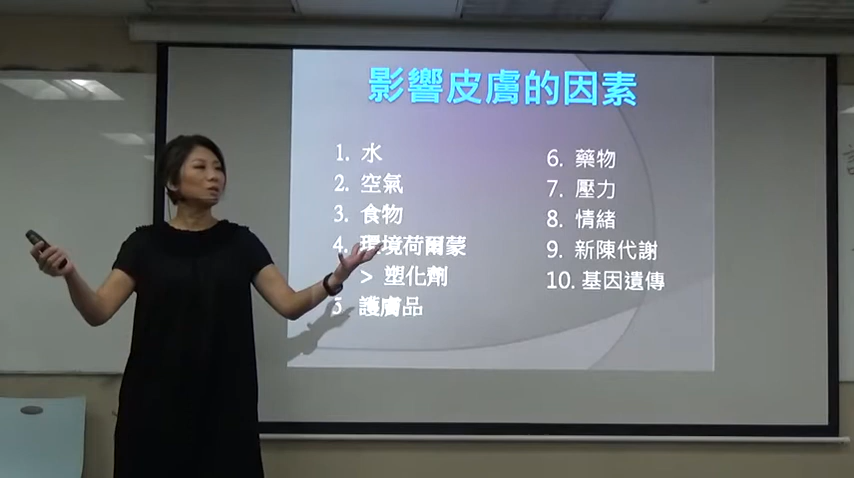 影響皮膚的因素
1. 水
2. 空氣
3. 食物
4. 環境荷爾蒙
> 塑化劑
5 護膚品
6. 藥物
7. 壓力
8. 情緒
9. 新陳代謝
10. 基因遺傳